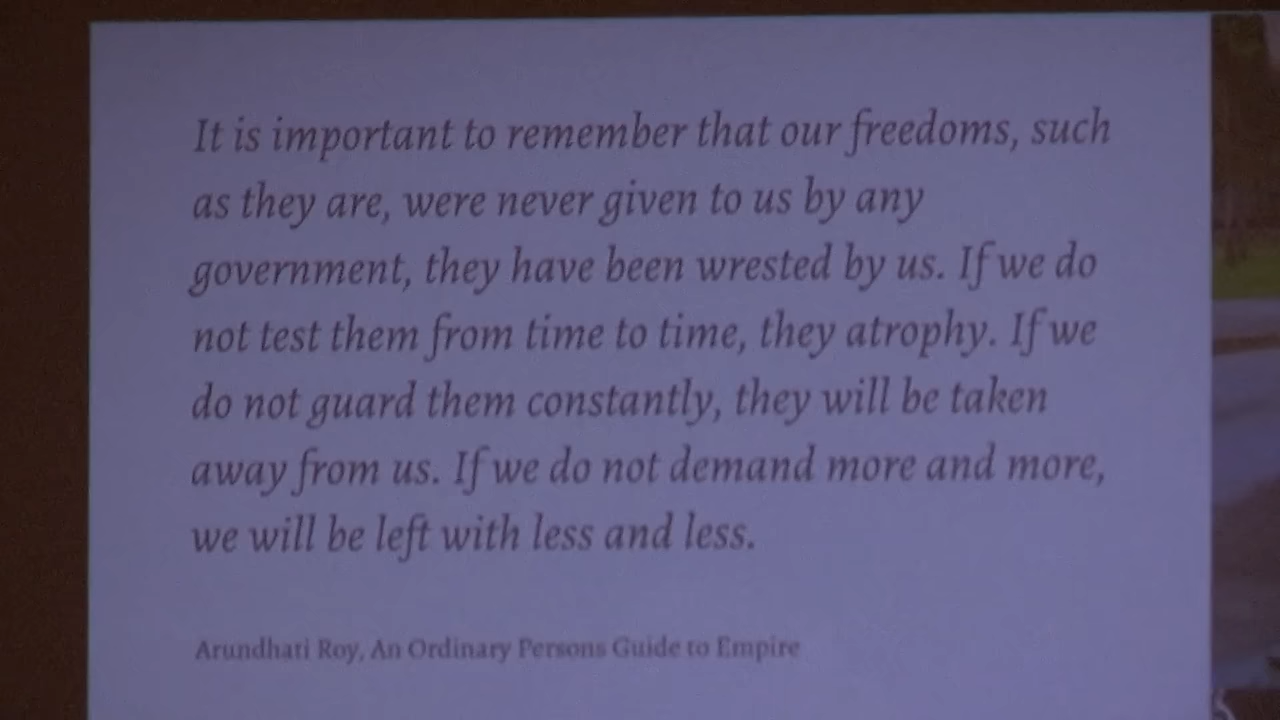 It is important to remember that our freedoms, such
as they are, were never given to us by any
government, they have been wrested by us. If we do
not test them from time to time, they atrophy. If we
do not guard them constantly, they will be taken
away from us. If we do not demand more and more,
we will be left with less and less.
Arundhati Roy, An Ordinary Persons Guide to Empire